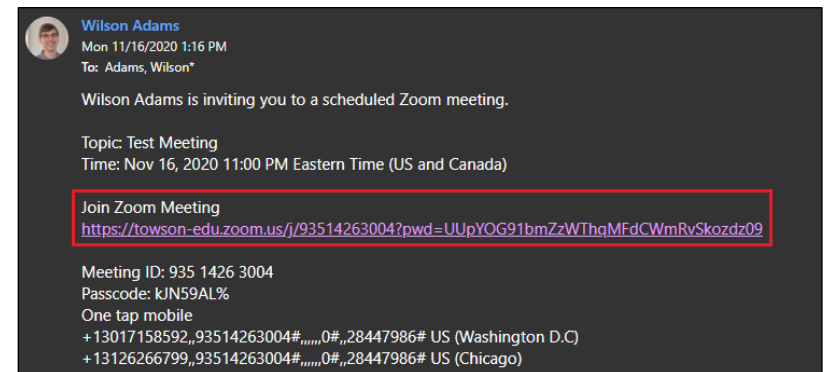 Wilson Adams
Mon 11/16/2020 1:16 PM
To: Adams, Wilson*
Wilson Adams is inviting you to a scheduled Zoom meeting.
Topic: Test Meeting
Time: Nov 16, 2020 11:00 PM Eastern Time (US and Canada)
Join Zoom Meeting
https://towson-edu.zoom.us/j/93514263004?pwd=UUpYOG91bmZzWThqMFdCWmRvSkozdz09
Meeting ID: 935 1426 3004
Passcode: kJN59AL%
One tap mobile
+13017158592,,93514263004#,,,,,,0#,,28447986# US (Washington D.C)
+13126266799,,93514263004#,,,,,,0#,,28447986# US (Chicago)